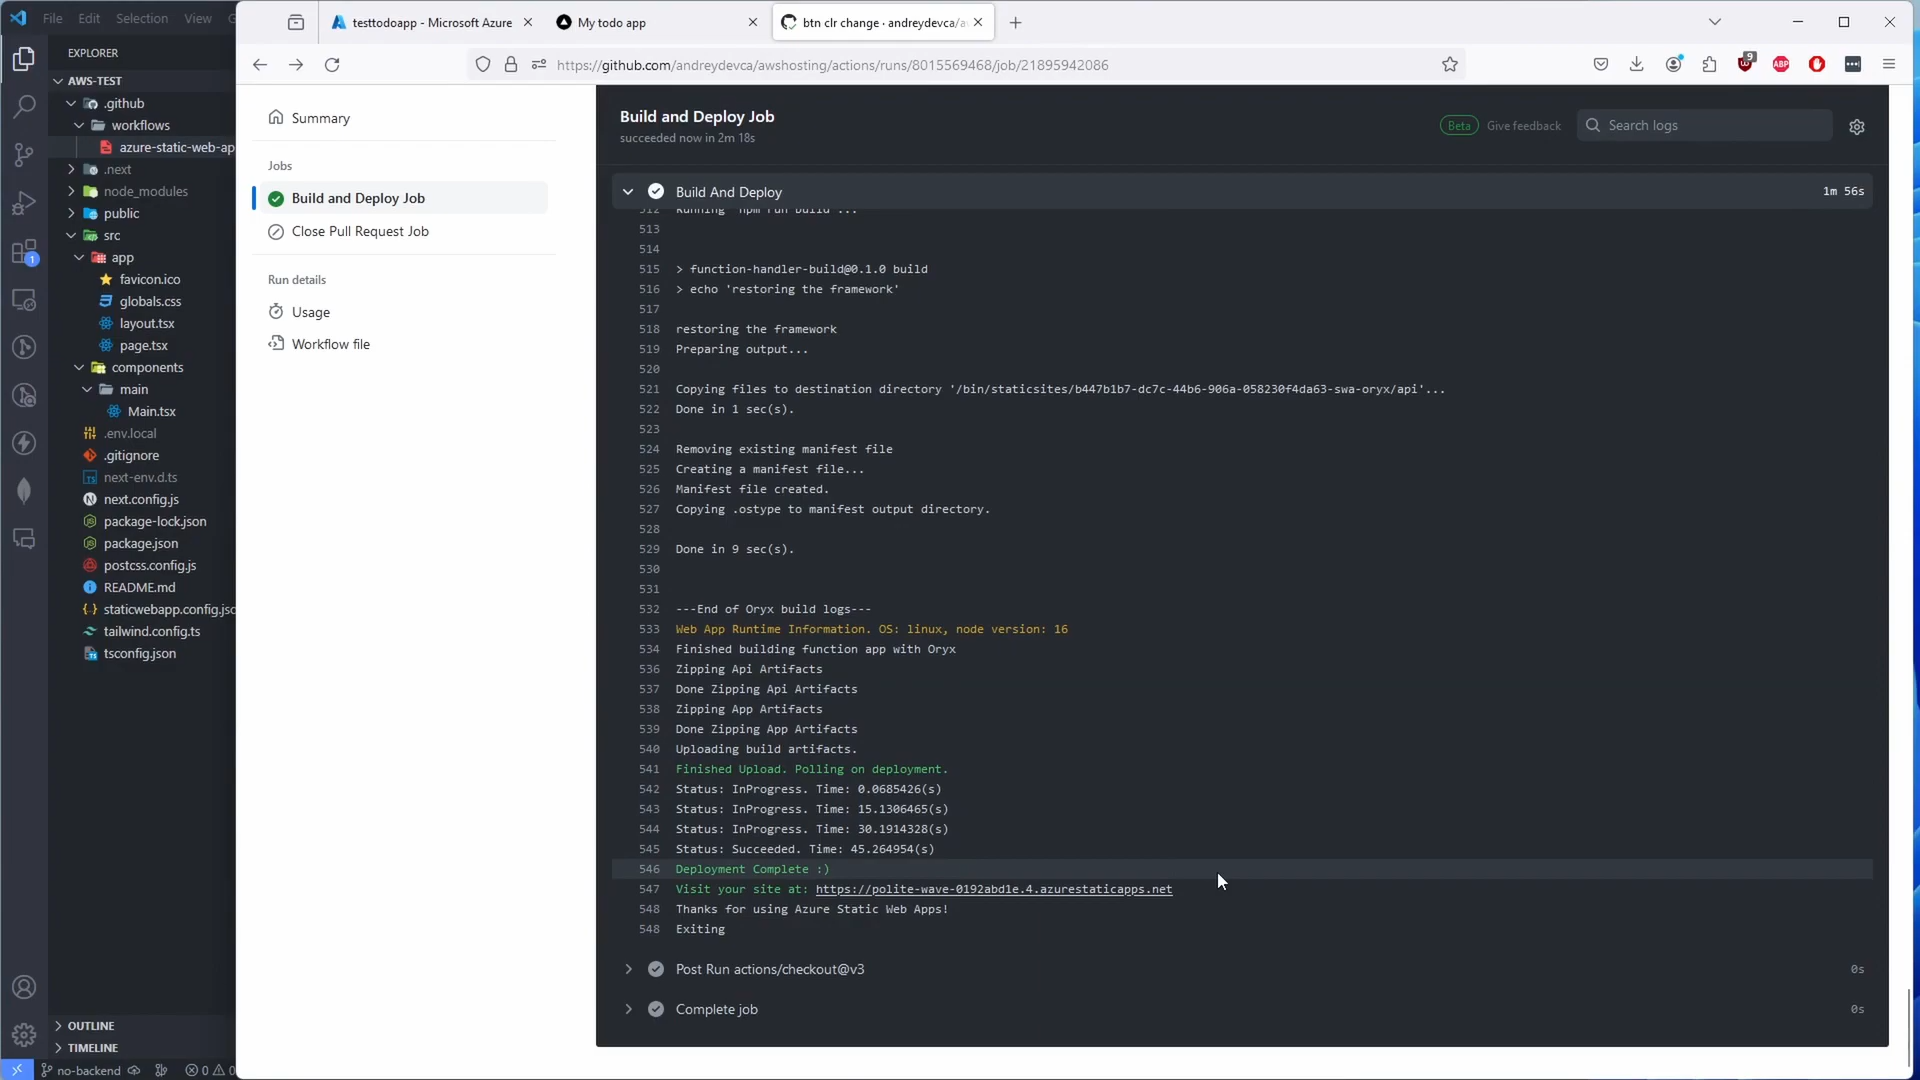 File Edit Selection View
testtodoapp - Microsoft Azure
My todo app
btn clr change · andreydevca/a
https://github.com/andreydevca/awshosting/actions/runs/8015569468/job/21895942086
9
ABP
EXPLORER
AWS-TEST
.github
workflows
azure-static-web-ap
.next
node_modules
public
src
app
favicon.ico
globals.css
layout.tsx
page.tsx
components
main
Main.tsx
.env.local
.gitignore
next-env.d.ts
next.config.js
package-lock.json
package.json
postcss.config.js
README.md
staticwebapp.config.jsc
tailwind.config.ts
tsconfig.json
OUTLINE
TIMELINE
no-backend
0
0
1
Summary
Jobs
Build and Deploy Job
Close Pull Request Job
Run details
Usage
Workflow file
Build and Deploy Job
succeeded now in 2m 18s
Beta Give feedback
Search logs
Build And Deploy 1m 56s
512 Running 'npm run build'...
513
514
515 > function-handler-build@0.1.0 build
516 > echo 'restoring the framework'
517
518 restoring the framework
519 Preparing output...
520
521 Copying files to destination directory '/bin/staticsites/b447b1b7-dc7c-44b6-906a-058230f4da63-swa-oryx/api'...
522 Done in 1 sec(s).
523
524 Removing existing manifest file
525 Creating a manifest file...
526 Manifest file created.
527 Copying .ostype to manifest output directory.
528
529 Done in 9 sec(s).
530
531
532 ---End of Oryx build logs---
533 Web App Runtime Information. OS: linux, node version: 16
534 Finished building function app with Oryx
536 Zipping Api Artifacts
537 Done Zipping Api Artifacts
538 Zipping App Artifacts
539 Done Zipping App Artifacts
540 Uploading build artifacts.
541 Finished Upload. Polling on deployment.
542 Status: InProgress. Time: 0.0685426(s)
543 Status: InProgress. Time: 15.1306465(s)
544 Status: InProgress. Time: 30.1914328(s)
545 Status: Succeeded. Time: 45.264954(s)
546 Deployment Complete :)
547 Visit your site at: https://polite-wave-0192abd1e.4.azurestaticapps.net
548 Thanks for using Azure Static Web Apps!
548 Exiting
Post Run actions/checkout@v3 0s
Complete job 0s